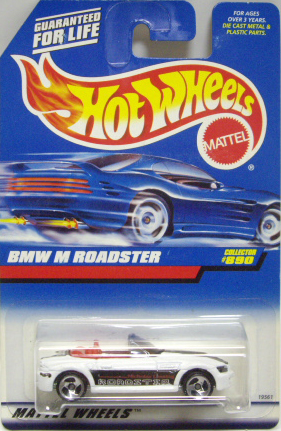 GUARANTEED
FOR LIFE
FOR AGES
OVER 3 YEARS.
DIE CAST METAL &
PLASTIC PARTS.
Hot Wheels
MATTEL
BMW M ROADSTER
COLLECTOR
#890
ROADSTER
MATTEL WHEELS™